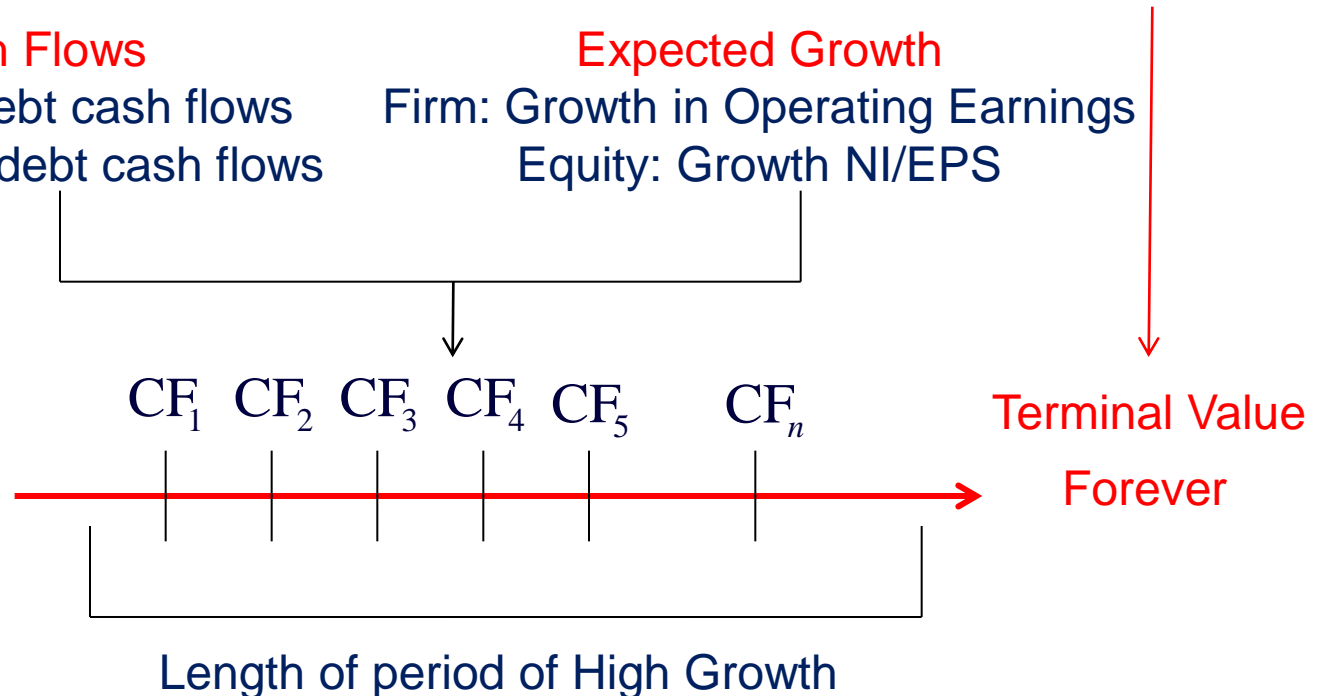 Flows Expected Growth
cash flows Firm: Growth in Operating Earnings
debt cash flows Equity: Growth NI/EPS
CF1 CF2 CF3 CF4 CF5 CFn Terminal Value
Forever
Length of period of High Growth